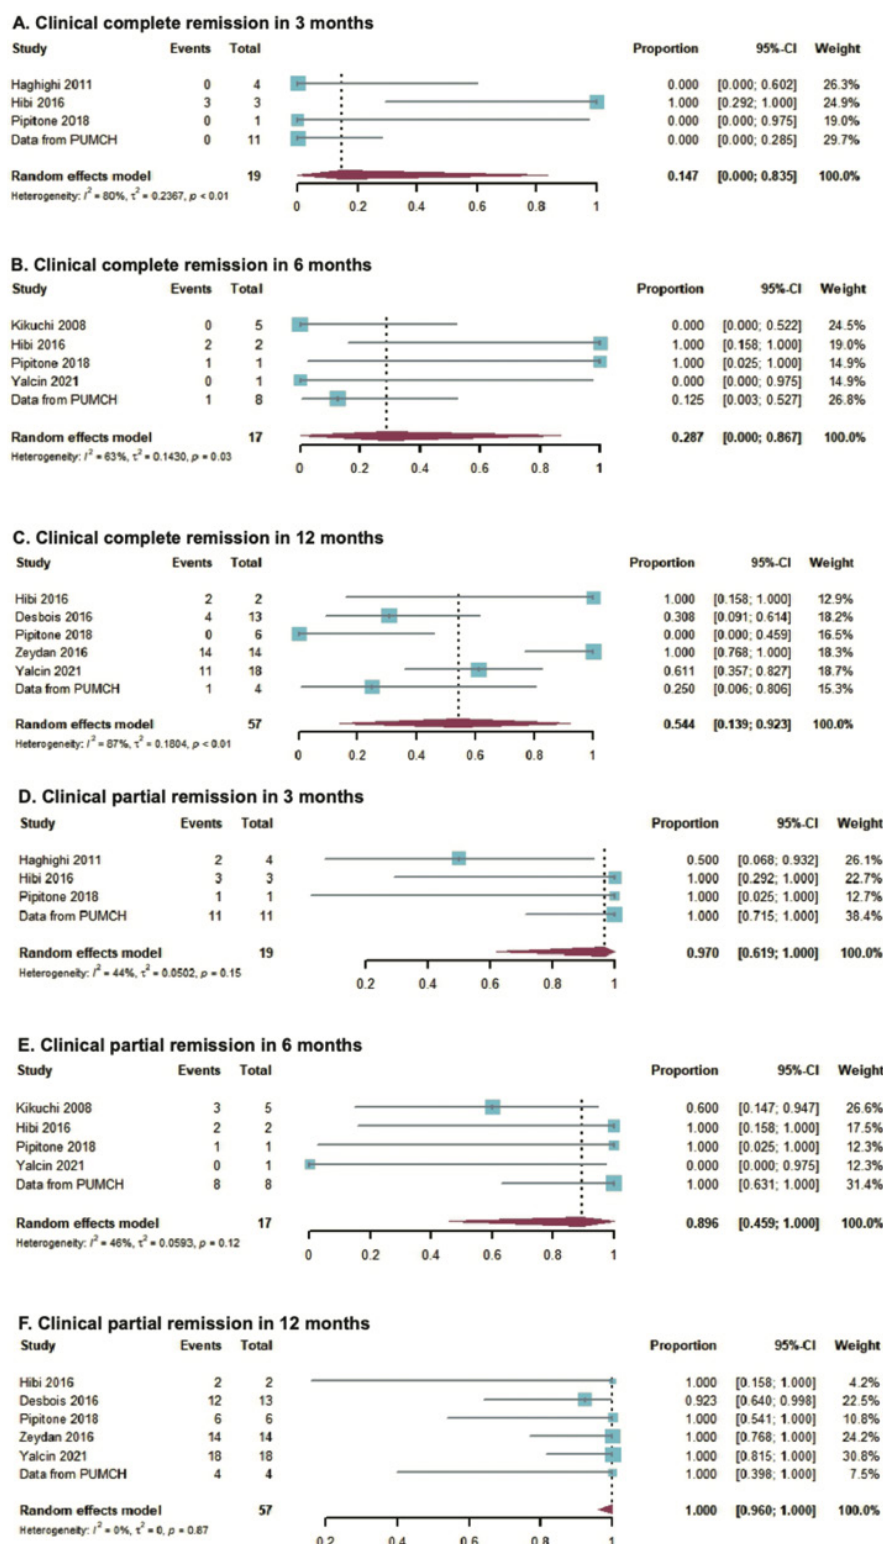 A. Clinical complete remission in 3 months
Study Events Total Proportion 95%-CI Weight
Haghighi 2011 0 4 0.000 [0.000; 0.602] 26.3%
Hibi 2016 3 3 1.000 [0.292; 1.000] 24.9%
Pipitone 2018 0 1 0.000 [0.000; 0.975] 19.0%
Data from PUMCH 0 11 0.000 [0.000; 0.285] 29.7%
Random effects model 19 0.147 [0.000; 0.835] 100.0%
Heterogeneity: I² = 80%, τ² = 0.2367, p < 0.01
0 0.2 0.4 0.6 0.8 1
B. Clinical complete remission in 6 months
Study Events Total Proportion 95%-CI Weight
Kikuchi 2008 0 5 0.000 [0.000; 0.522] 24.5%
Hibi 2016 2 2 1.000 [0.158; 1.000] 19.0%
Pipitone 2018 1 1 1.000 [0.025; 1.000] 14.9%
Yalcin 2021 0 1 0.000 [0.000; 0.975] 14.9%
Data from PUMCH 1 8 0.125 [0.003; 0.527] 26.8%
Random effects model 17 0.287 [0.000; 0.867] 100.0%
Heterogeneity: I² = 63%, τ² = 0.1430, p = 0.03
0 0.2 0.4 0.6 0.8 1
C. Clinical complete remission in 12 months
Study Events Total Proportion 95%-CI Weight
Hibi 2016 2 2 1.000 [0.158; 1.000] 12.9%
Desbois 2016 4 13 0.308 [0.091; 0.614] 18.2%
Pipitone 2018 0 6 0.000 [0.000; 0.459] 16.5%
Zeydan 2016 14 14 1.000 [0.768; 1.000] 18.3%
Yalcin 2021 11 18 0.611 [0.357; 0.827] 18.7%
Data from PUMCH 1 4 0.250 [0.006; 0.806] 15.3%
Random effects model 57 0.544 [0.139; 0.923] 100.0%
Heterogeneity: I² = 87%, τ² = 0.1804, p < 0.01
0 0.2 0.4 0.6 0.8 1
D. Clinical partial remission in 3 months
Study Events Total Proportion 95%-CI Weight
Haghighi 2011 2 4 0.500 [0.068; 0.932] 26.1%
Hibi 2016 3 3 1.000 [0.292; 1.000] 22.7%
Pipitone 2018 1 1 1.000 [0.025; 1.000] 12.7%
Data from PUMCH 11 11 1.000 [0.715; 1.000] 38.4%
Random effects model 19 0.970 [0.619; 1.000] 100.0%
Heterogeneity: I² = 44%, τ² = 0.0502, p = 0.15
0.2 0.4 0.6 0.8 1
E. Clinical partial remission in 6 months
Study Events Total Proportion 95%-CI Weight
Kikuchi 2008 3 5 0.600 [0.147; 0.947] 26.6%
Hibi 2016 2 2 1.000 [0.158; 1.000] 17.5%
Pipitone 2018 1 1 1.000 [0.025; 1.000] 12.3%
Yalcin 2021 0 1 0.000 [0.000; 0.975] 12.3%
Data from PUMCH 8 8 1.000 [0.631; 1.000] 31.4%
Random effects model 17 0.896 [0.459; 1.000] 100.0%
Heterogeneity: I² = 46%, τ² = 0.0593, p = 0.12
0 0.2 0.4 0.6 0.8 1
F. Clinical partial remission in 12 months
Study Events Total Proportion 95%-CI Weight
Hibi 2016 2 2 1.000 [0.158; 1.000] 4.2%
Desbois 2016 12 13 0.923 [0.640; 0.998] 22.5%
Pipitone 2018 6 6 1.000 [0.541; 1.000] 10.8%
Zeydan 2016 14 14 1.000 [0.768; 1.000] 24.2%
Yalcin 2021 18 18 1.000 [0.815; 1.000] 30.8%
Data from PUMCH 4 4 1.000 [0.398; 1.000] 7.5%
Random effects model 57 1.000 [0.960; 1.000] 100.0%
Heterogeneity: I² = 0%, τ² = 0, p = 0.87
0.2 0.4 0.6 0.8 1